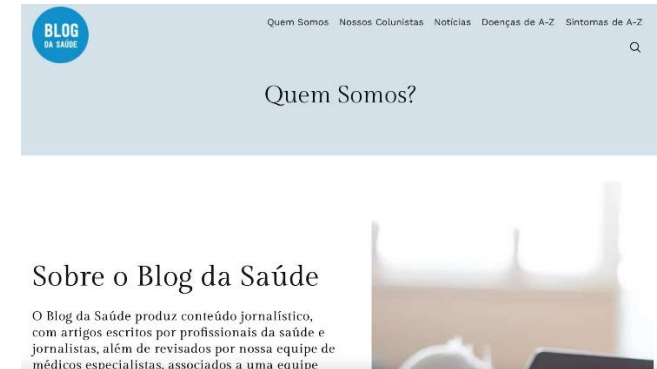 BLOG
DA SAÚDE
Quem Somos Nossos Colunistas Notícias Doenças de A-Z Sintomas de A-Z
Quem Somos?
Sobre o Blog da Saúde
O Blog da Saúde produz conteúdo jornalístico,
com artigos escritos por profissionais da saúde e
jornalistas, além de revisados por nossa equipe de
médicos especialistas, associados a uma equipe